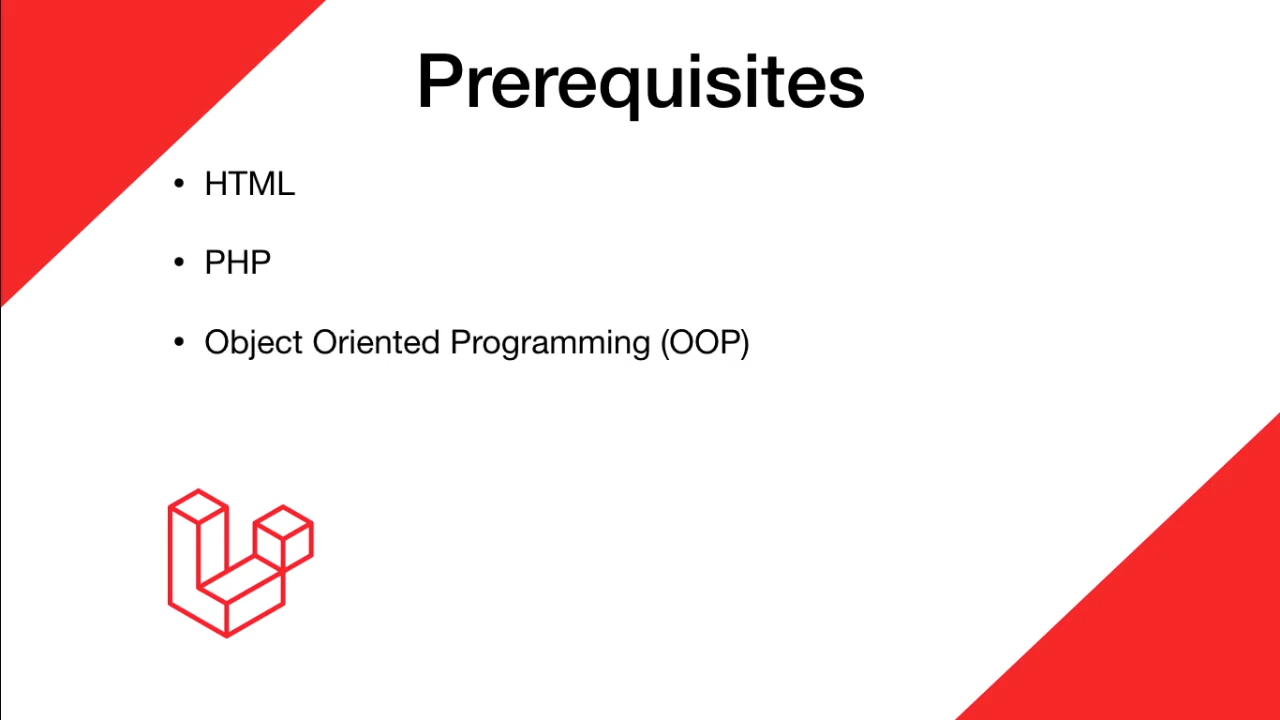 Prerequisites
• HTML
• PHP
• Object Oriented Programming (OOP)